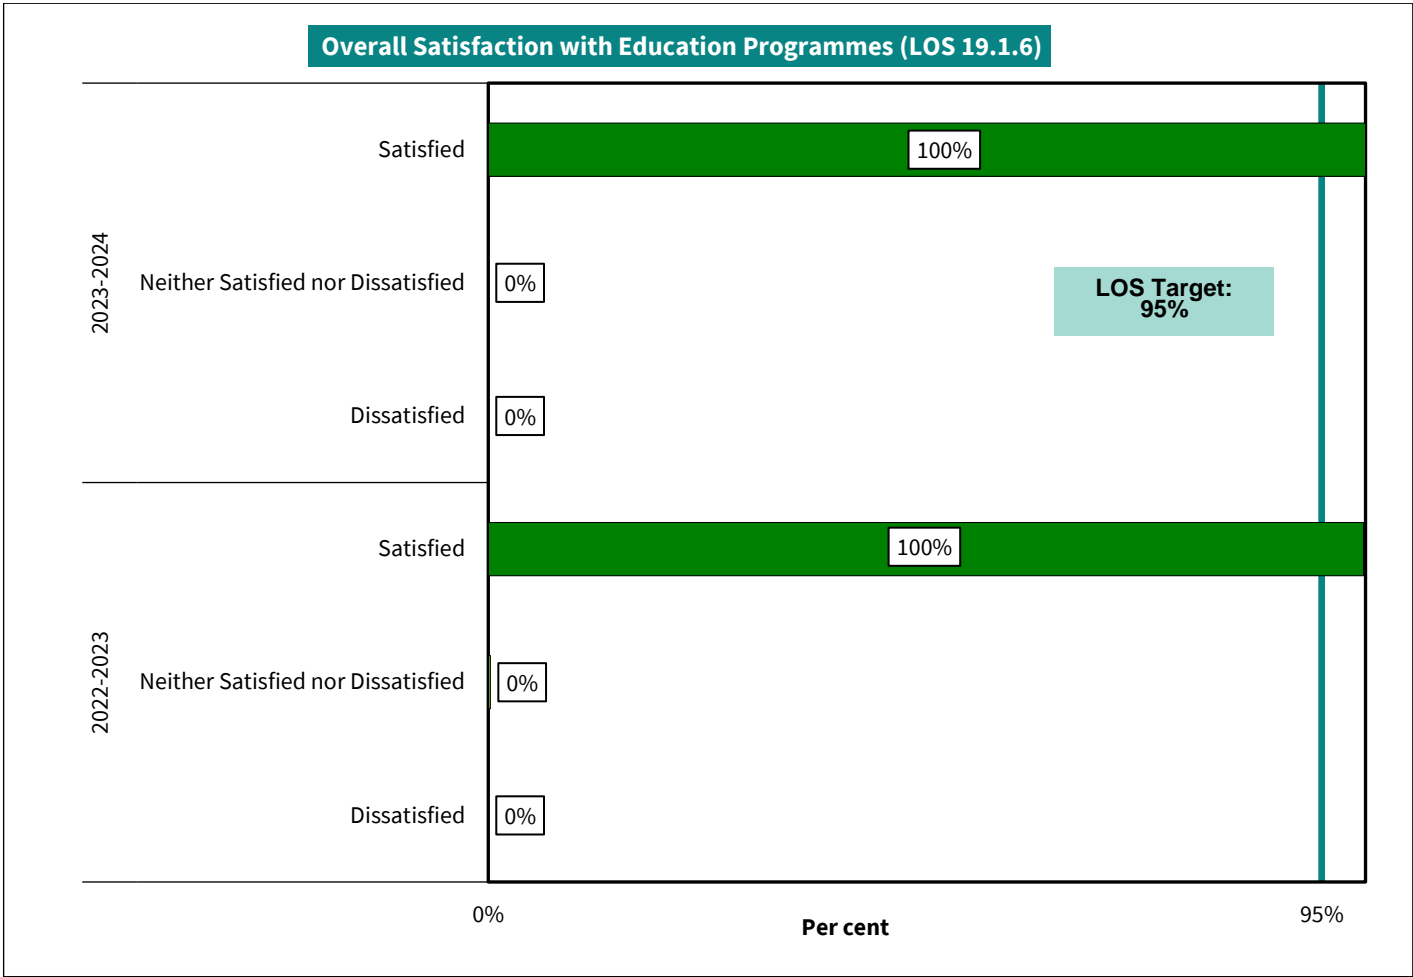 Overall Satisfaction with Education Programmes (LOS 19.1.6)
2023-2024
Satisfied
100%
Neither Satisfied nor Dissatisfied
0%
LOS Target:
95%
Dissatisfied
0%
2022-2023
Satisfied
100%
Neither Satisfied nor Dissatisfied
0%
Dissatisfied
0%
0%
95%
Per cent